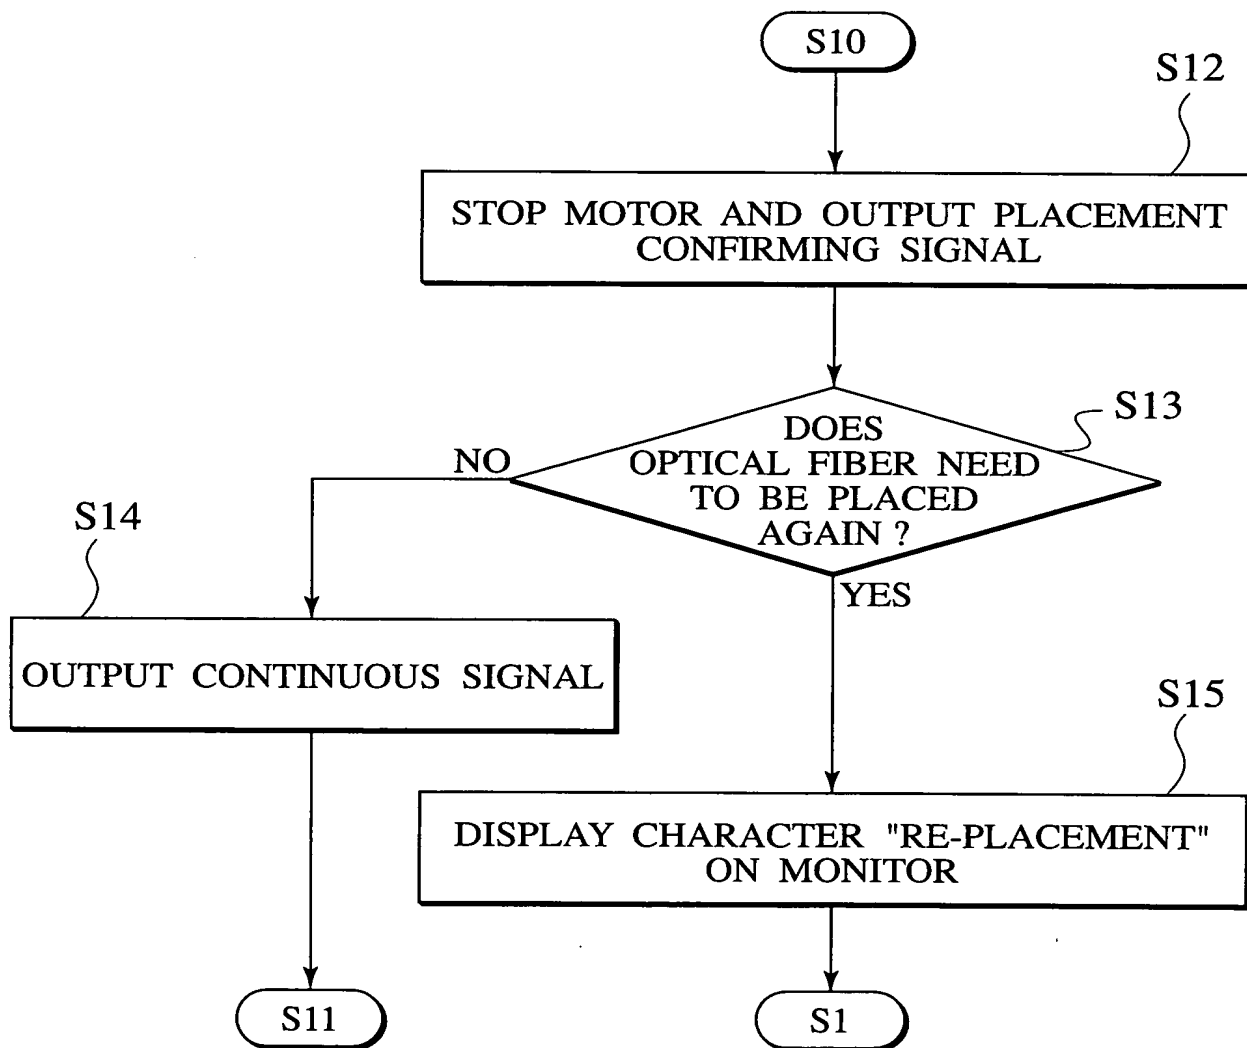 S10
S12
STOP MOTOR AND OUTPUT PLACEMENT
CONFIRMING SIGNAL
S13
DOES
OPTICAL FIBER NEED
TO BE PLACED
AGAIN ?
NO
YES
S14
OUTPUT CONTINUOUS SIGNAL
S15
DISPLAY CHARACTER "RE-PLACEMENT"
ON MONITOR
S11
S1